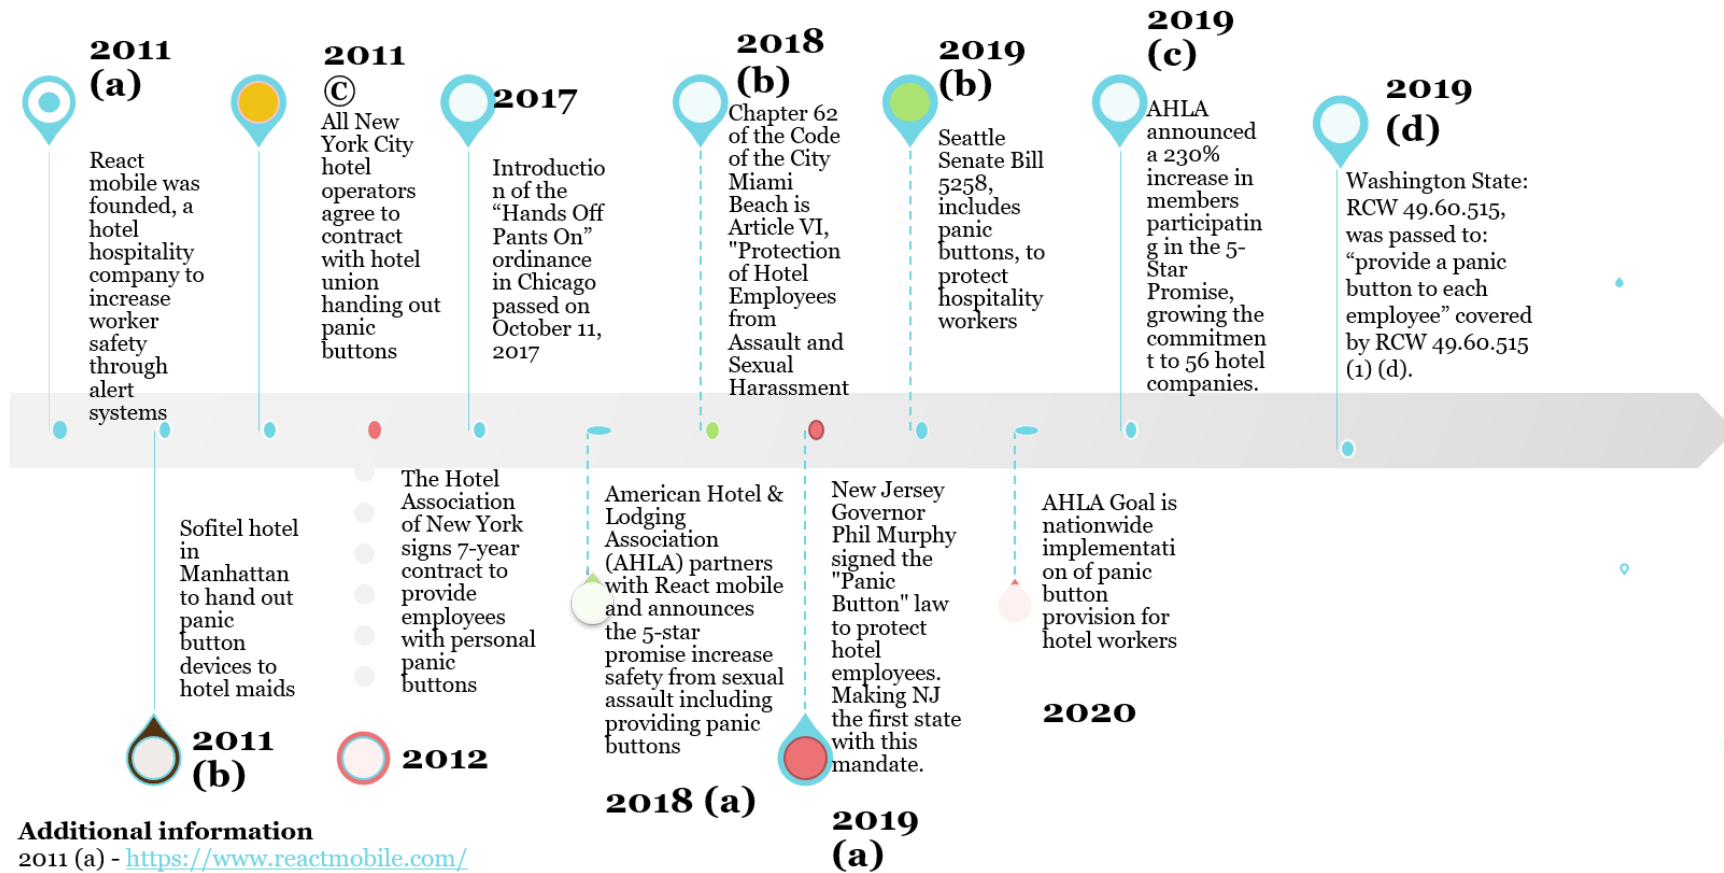 2011
(a)
React
mobile was
founded, a
hotel
hospitality
company to
increase
worker
safety
through
alert
systems
2011
©
All New
York City
hotel
operators
agree to
contract
with hotel
union
handing out
panic
buttons
2017
Introductio
n of the
“Hands Off
Pants On”
ordinance
in Chicago
passed on
October 11,
2017
2018
(b)
Chapter 62
of the Code
of the City
Miami
Beach is
Article VI,
"Protection
of Hotel
Employees
from
Assault and
Sexual
Harassment
2019
(b)
Seattle
Senate Bill
5258,
includes
panic
buttons, to
protect
hospitality
workers
2019
(c)
AHLA
announced
a 230%
increase in
members
participatin
g in the 5-
Star
Promise,
growing the
commitmen
t to 56 hotel
companies.
2019
(d)
Washington State:
RCW 49.60.515,
was passed to:
“provide a panic
button to each
employee” covered
by RCW 49.60.515
(1) (d).
Sofitel hotel
in
Manhattan
to hand out
panic
button
devices to
hotel maids
2011
(b)
The Hotel
Association
of New York
signs 7-year
contract to
provide
employees
with personal
panic
buttons
2012
American Hotel &
Lodging
Association
(AHLA) partners
with React mobile
and announces
the 5-star
promise increase
safety from sexual
assault including
providing panic
buttons
2018 (a)
New Jersey
Governor
Phil Murphy
signed the
"Panic
Button" law
to protect
hotel
employees.
Making NJ
the first state
with this
mandate.
2019
(a)
AHLA Goal is
nationwide
implementati
on of panic
button
provision for
hotel workers
2020
Additional information
2011 (a) - https://www.reactmobile.com/